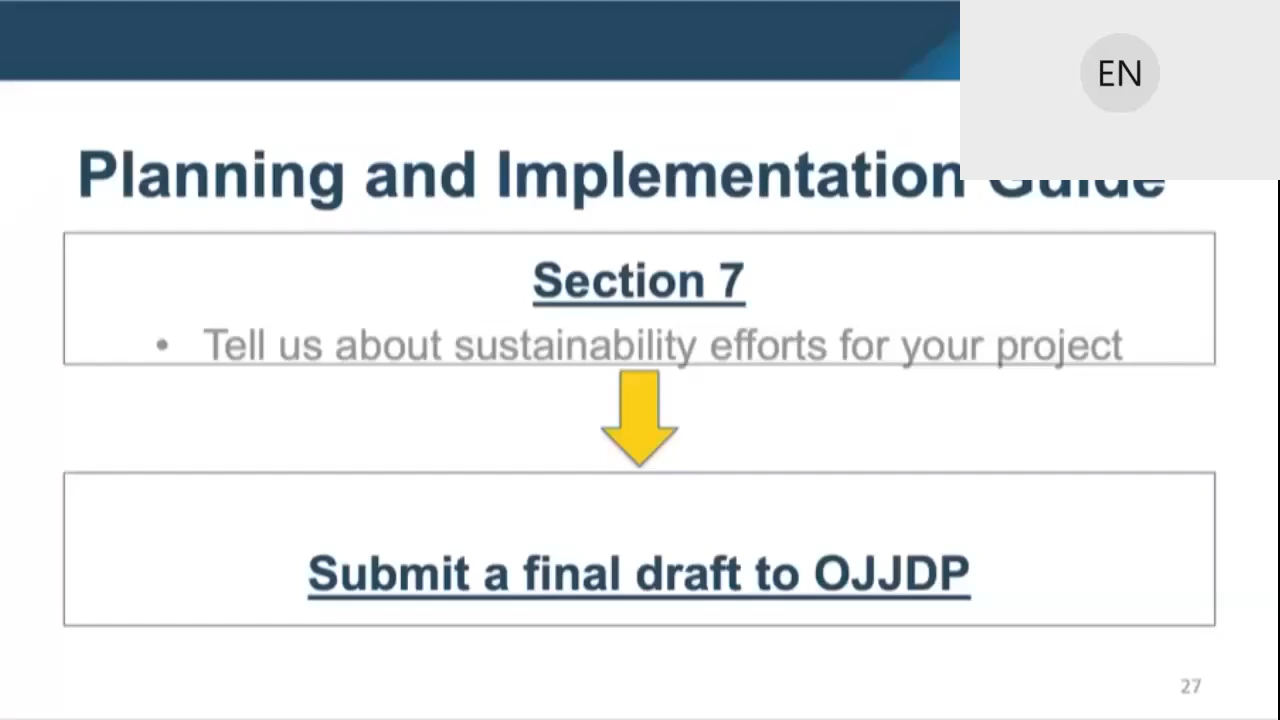 EN
Planning and Implementation Guide
Section 7
• Tell us about sustainability efforts for your project
Submit a final draft to OJJDP
27